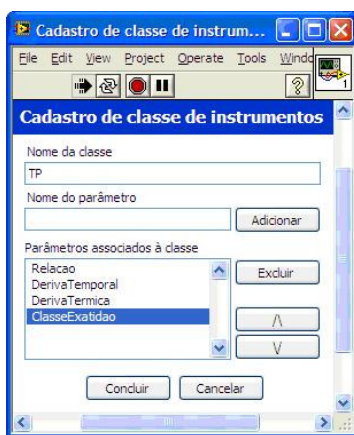 Cadastro de classe de instrum...
File Edit View Project Operate Tools Windo
1
Cadastro de classe de instrumentos
Nome da classe
TP
Nome do parâmetro
Adicionar
Parâmetros associados à classe
Relacao
DerivaTemporal
DerivaTermica
ClasseExatidao
Excluir
/\
\/
Concluir Cancelar